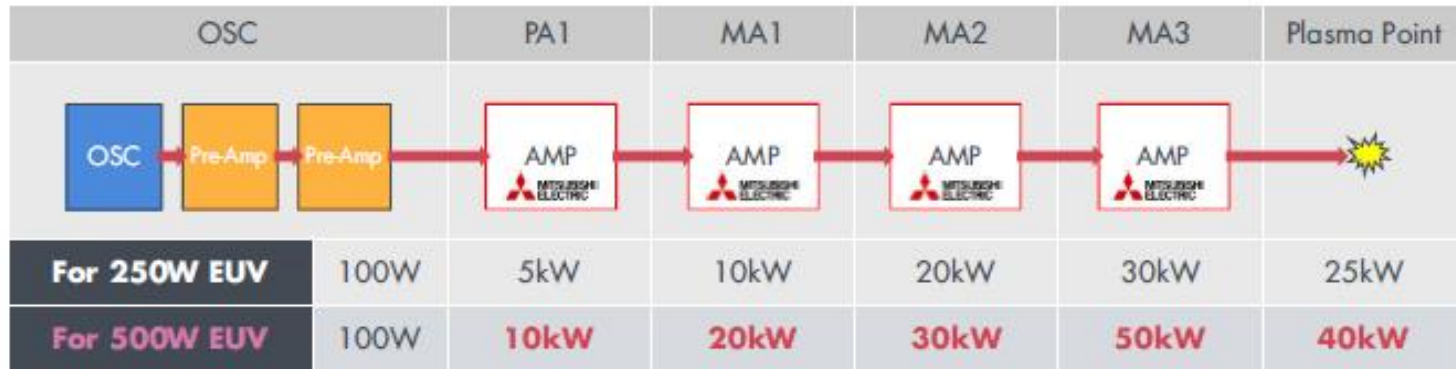 OSC PA1 MA1 MA2 MA3 Plasma Point
OSC Pre-Amp Pre-Amp AMP AMP AMP AMP
MITSUBISHI MITSUBISHI MITSUBISHI MITSUBISHI
ELECTRIC ELECTRIC ELECTRIC ELECTRIC
For 250W EUV 100W 5kW 10kW 20kW 30kW 25kW
For 500W EUV 100W 10kW 20kW 30kW 50kW 40kW